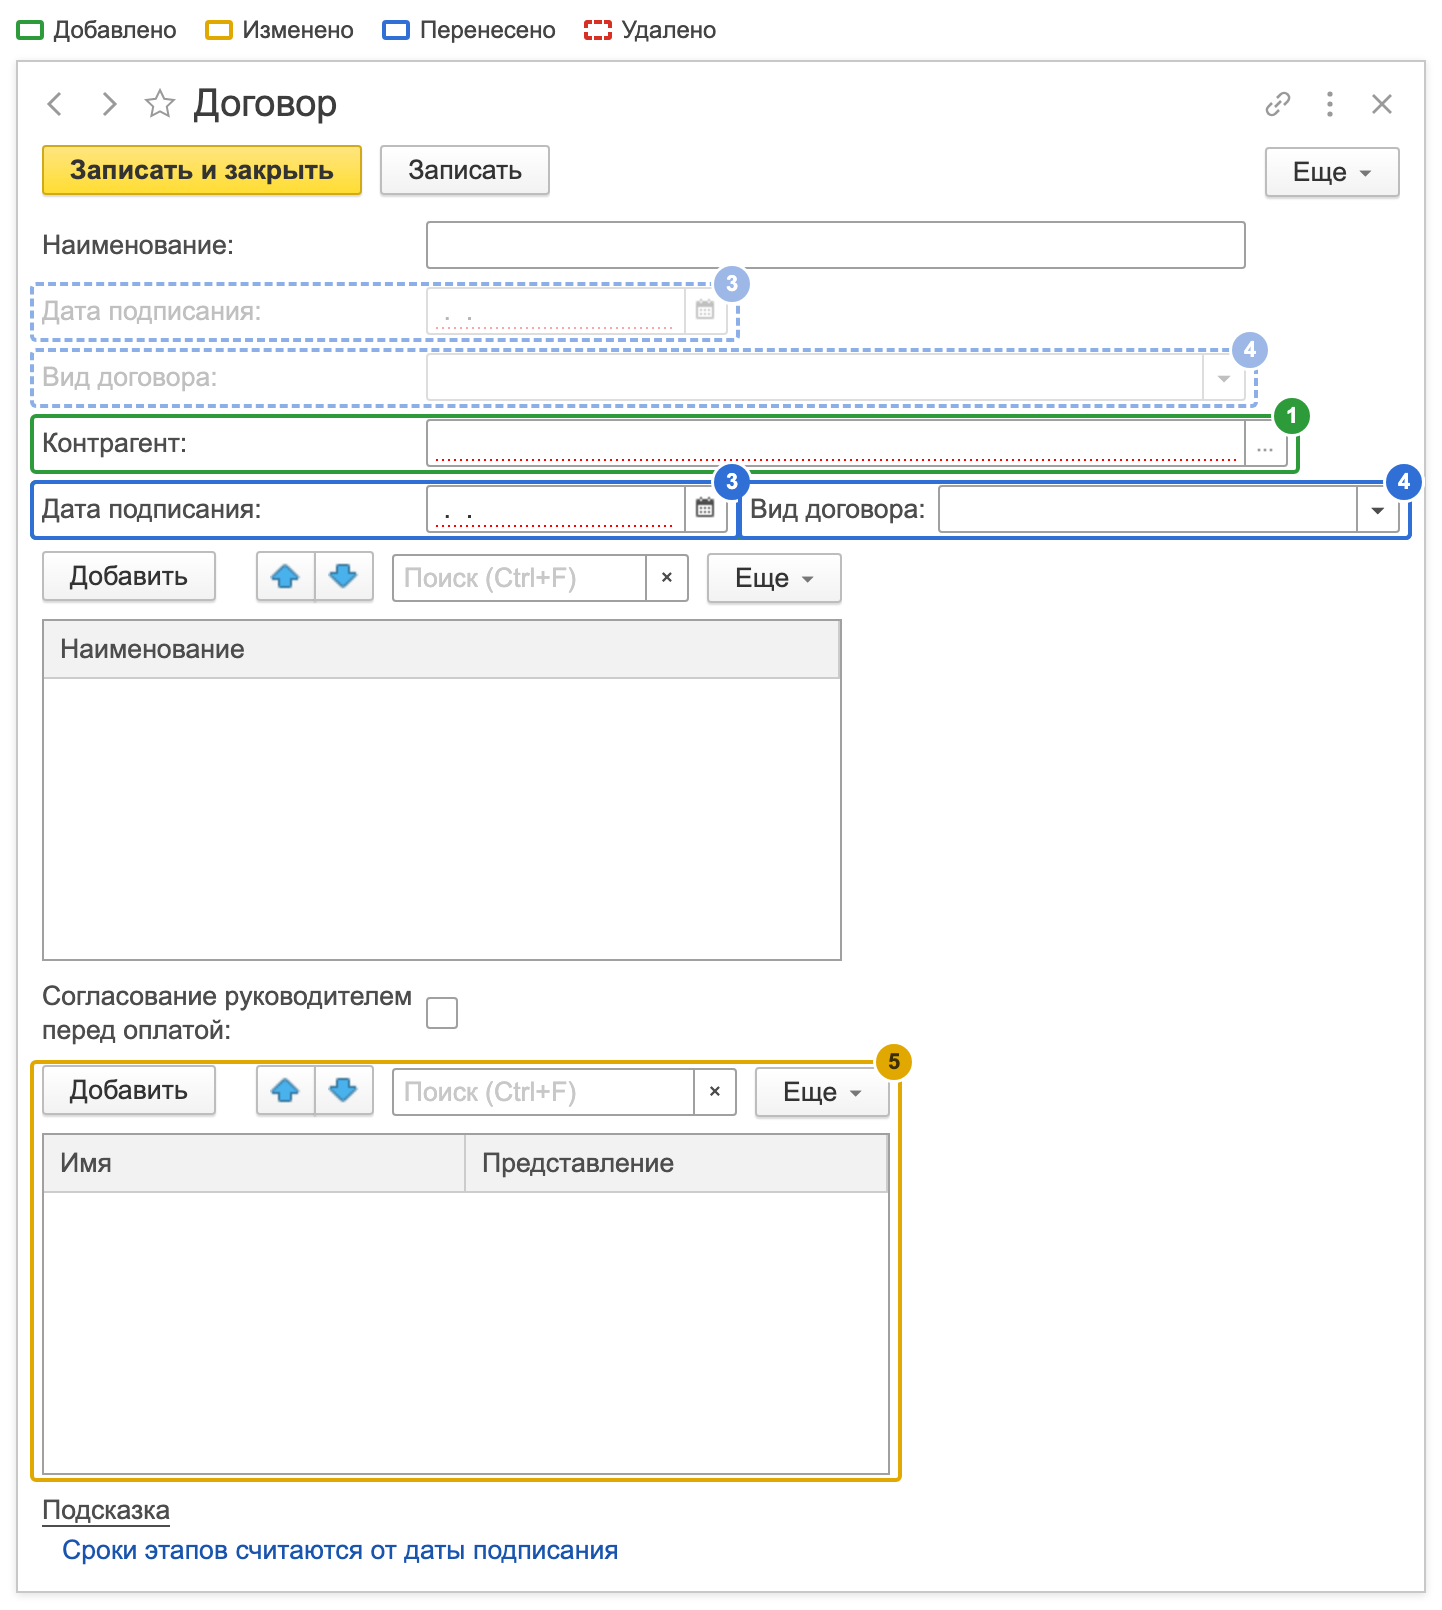 Добавлено Изменено Перенесено Удалено
Договор
Записать и закрыть Записать Еще
Наименование:
3
Дата подписания: . .
4
Вид договора:
1
Контрагент: ...
3 4
Дата подписания: . . Вид договора:
Добавить Поиск (Ctrl+F) × Еще
Наименование
Согласование руководителем
перед оплатой:
5
Добавить Поиск (Ctrl+F) × Еще
Имя Представление
Подсказка
Сроки этапов считаются от даты подписания